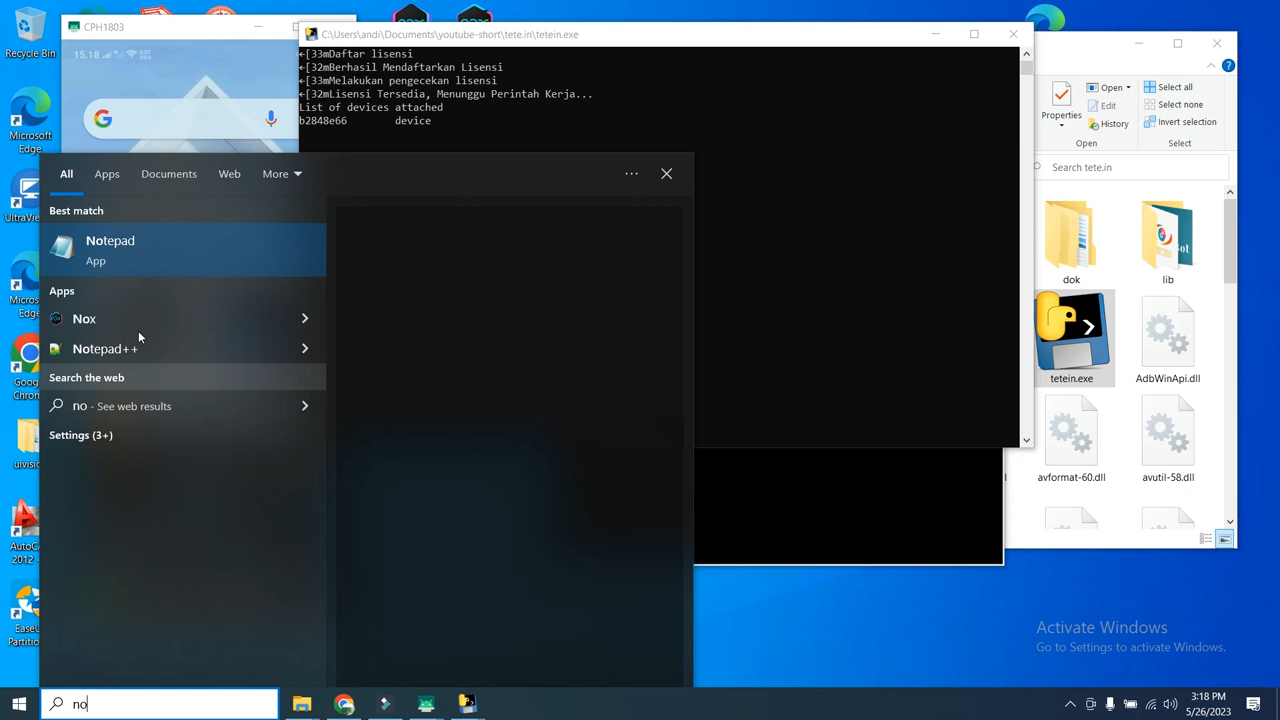 Recycle Bin
Microsoft Edge
UltraView
Micros
Edge
Goog
Chron
uivision
AutoCA
2012 -
EaseU
Partitio
CPH1803
15.18
C:\Users\andi\Documents\youtube-short\tete.in\tetein.exe
←[33mDaftar lisensi
←[32mBerhasil Mendaftarkan Lisensi
←[33mMelakukan pengecekan lisensi
←[32mLisensi Tersedia, Menunggu Perintah Kerja...
List of devices attached
b2848e66 device
All Apps Documents Web More
Best match
Notepad
App
Apps
Nox
Notepad++
Search the web
no - See web results
Settings (3+)
no
Properties
Open
Edit
History
Open
Select all
Select none
Invert selection
Select
Search tete.in
dok
lib
tetein.exe
AdbWinApi.dll
avformat-60.dll
avutil-58.dll
Activate Windows
Go to Settings to activate Windows.
3:18 PM
5/26/2023